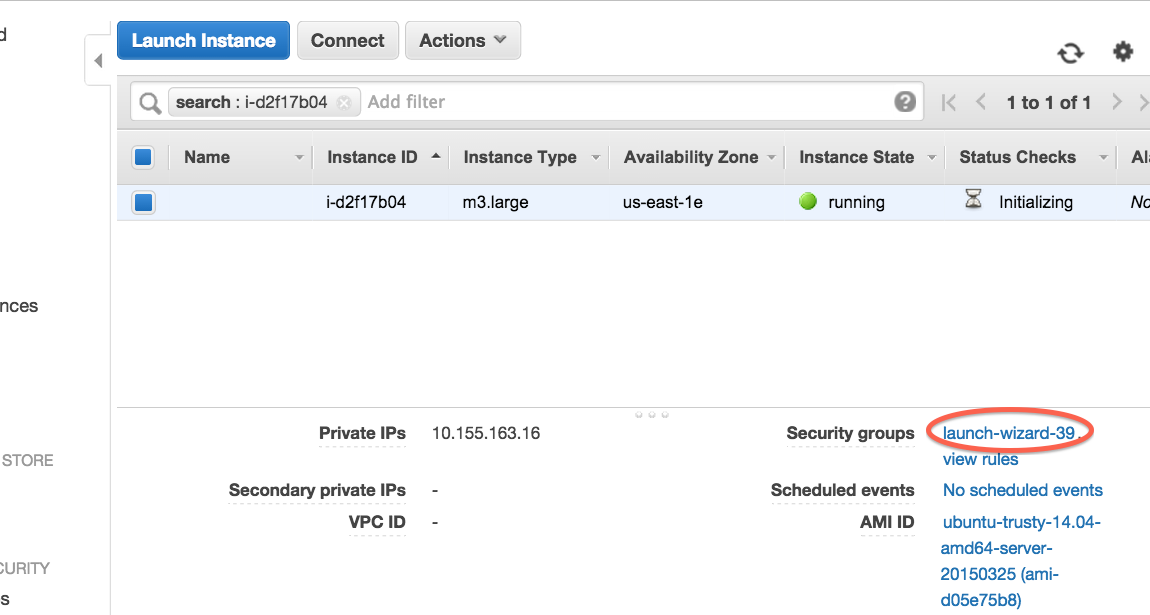 d
Launch Instance Connect Actions
search : i-d2f17b04 Add filter 1 to 1 of 1
Name Instance ID Instance Type Availability Zone Instance State Status Checks Al
i-d2f17b04 m3.large us-east-1e running Initializing No
nces
Private IPs 10.155.163.16 Security groups launch-wizard-39 .
STORE view rules
Secondary private IPs - Scheduled events No scheduled events
VPC ID - AMI ID ubuntu-trusty-14.04-
amd64-server-
CURITY 20150325 (ami-
s d05e75b8)